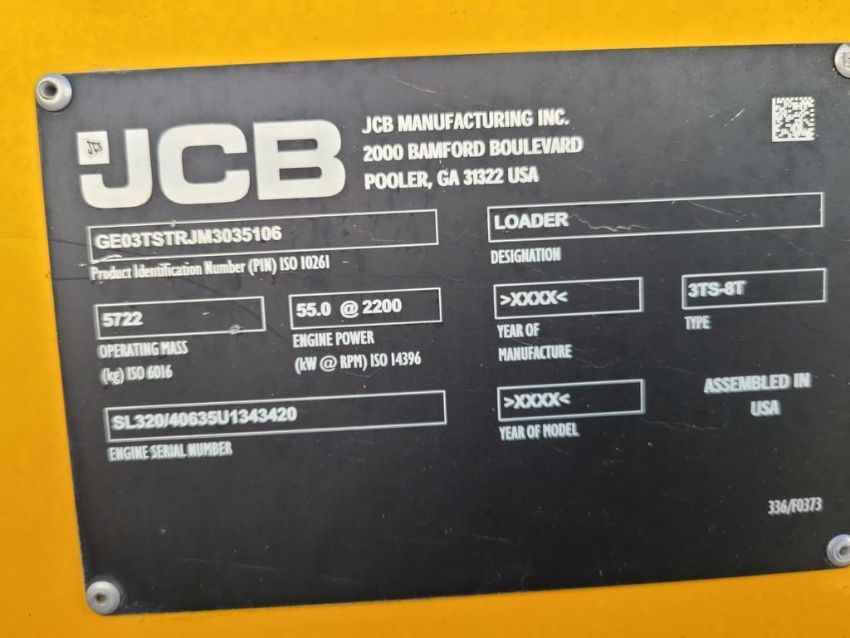 JCB
JCB MANUFACTURING INC.
2000 BAMFORD BOULEVARD
POOLER, GA 31322 USA
GE03TSTRJM3035106
Product Identification Number (PIN) ISO 10261
LOADER
DESIGNATION
5722
OPERATING MASS
(kg) ISO 6016
55.0 @ 2200
ENGINE POWER
(kW @ RPM) ISO 14396
>XXXX<
YEAR OF
MANUFACTURE
3TS-8T
TYPE
SL320/40635U1343420
ENGINE SERIAL NUMBER
>XXXX<
YEAR OF MODEL
ASSEMBLED IN
USA
336/F0373